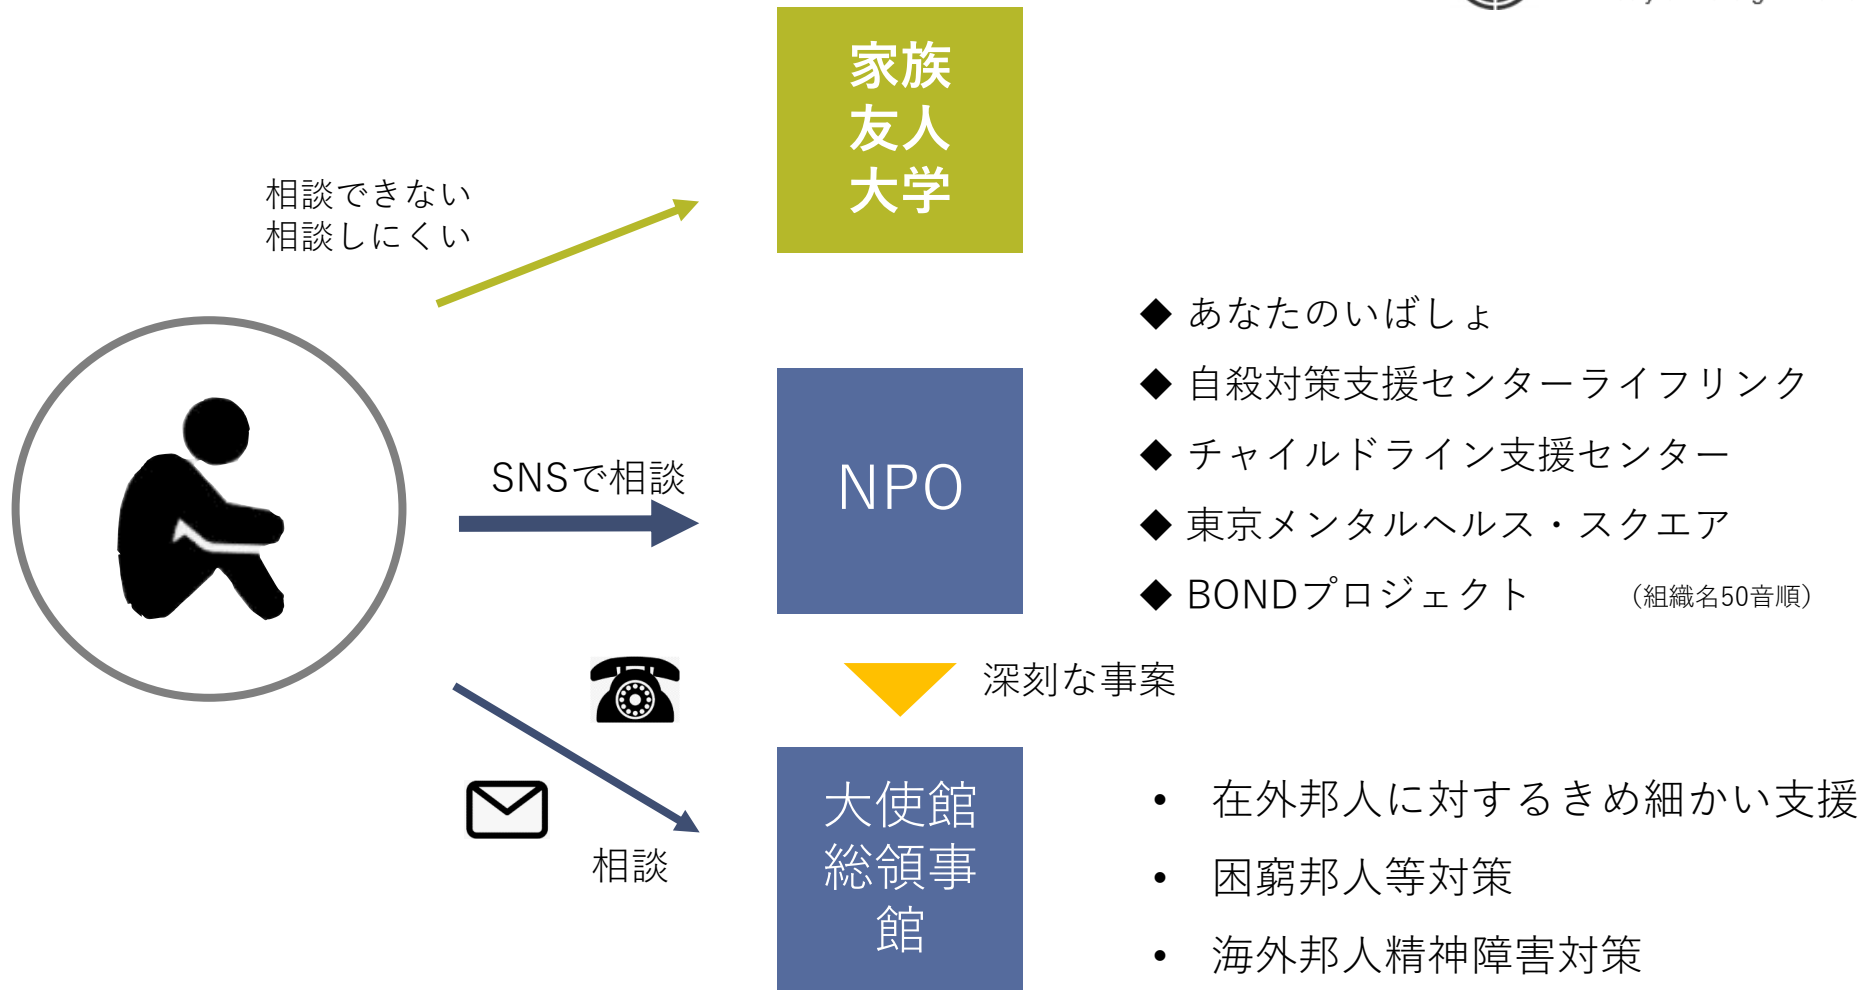 家族
友人
大学
相談できない
相談しにくい
◆ あなたのいばしょ
◆ 自殺対策支援センターライフリンク
◆ チャイルドライン支援センター
◆ 東京メンタルヘルス・スクエア
◆ BONDプロジェクト （組織名50音順）
SNSで相談
NPO
深刻な事案
相談
大使館
総領事
館
• 在外邦人に対するきめ細かい支援
• 困窮邦人等対策
• 海外邦人精神障害対策